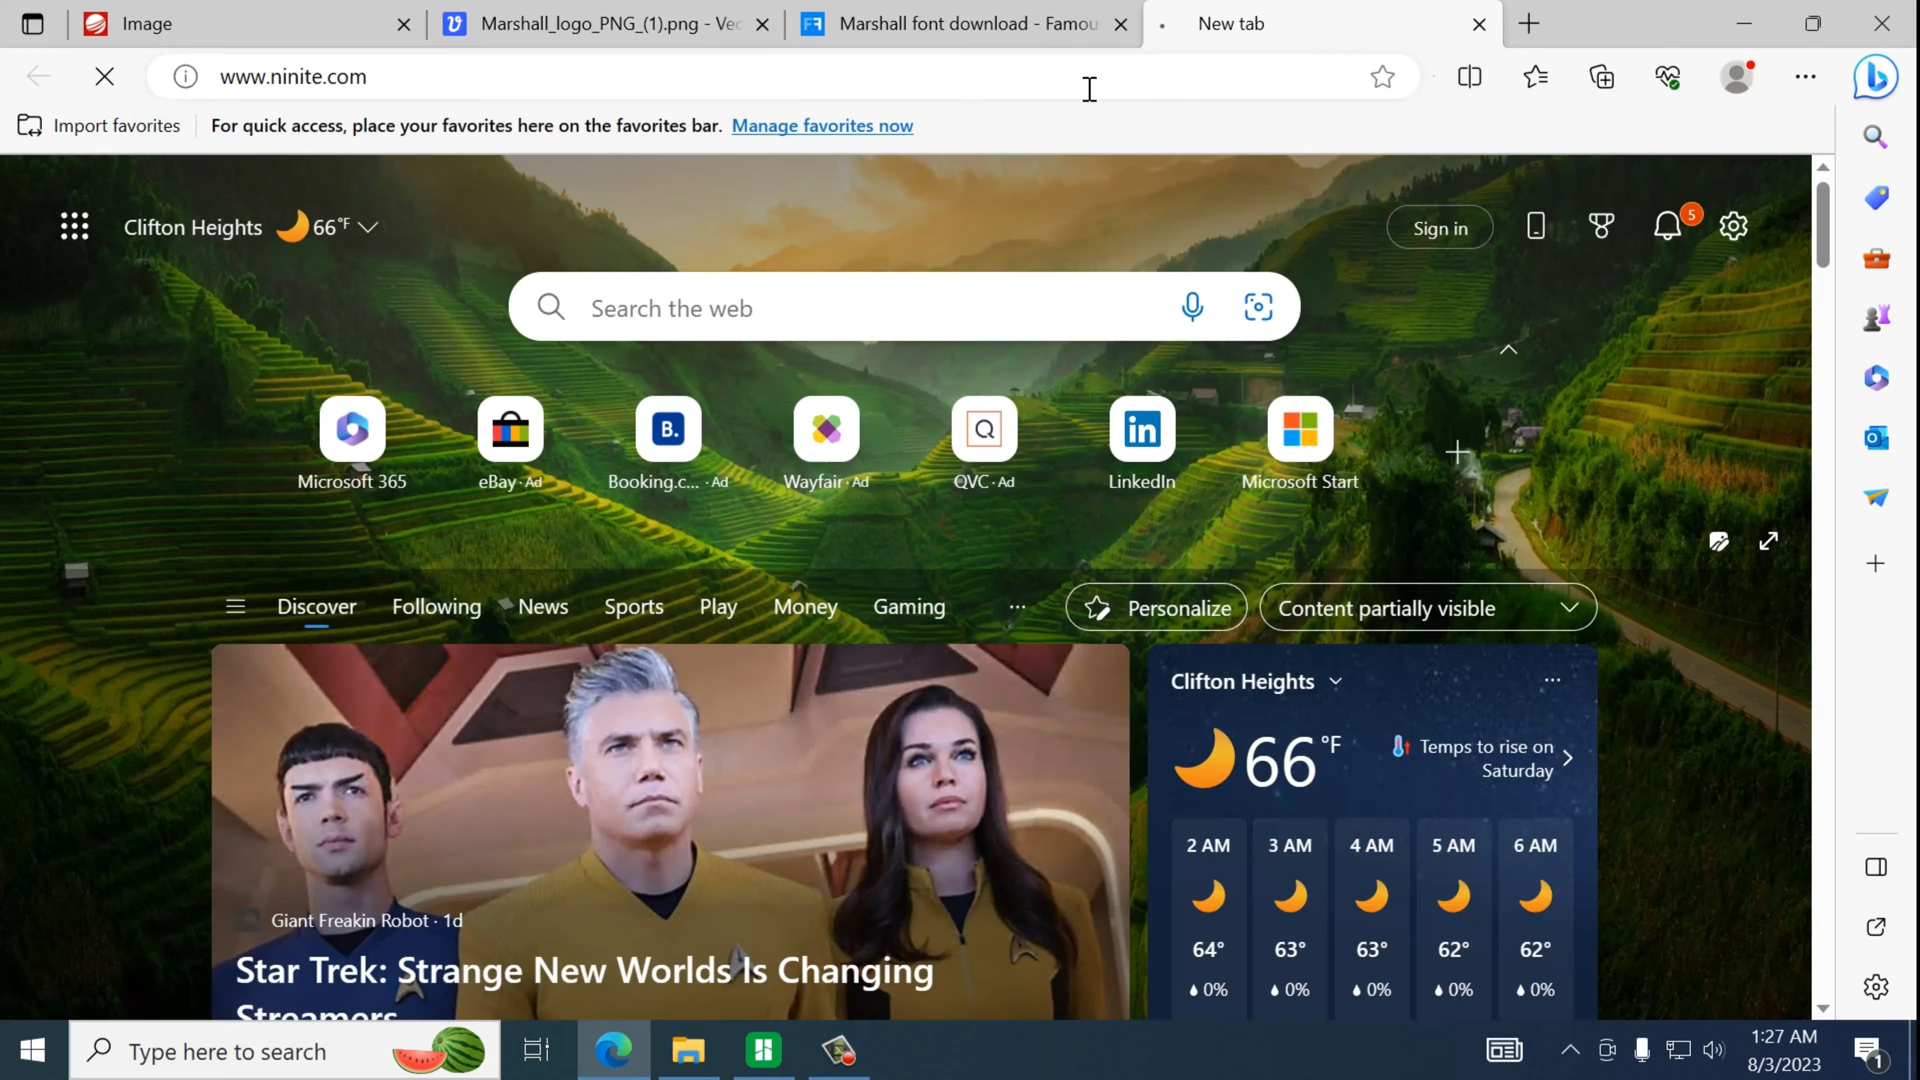 Image
Marshall_logo_PNG_(1).png - Vec
Marshall font download - Famou
New tab
www.ninite.com
Import favorites
For quick access, place your favorites here on the favorites bar. Manage favorites now
Clifton Heights 66°F
Sign in
5
Search the web
Microsoft 365
eBay · Ad
Booking.c... · Ad
Wayfair · Ad
QVC · Ad
LinkedIn
Microsoft Start
Discover
Following
News
Sports
Play
Money
Gaming
Personalize
Content partially visible
Giant Freakin Robot · 1d
Star Trek: Strange New Worlds Is Changing
Streamers
Clifton Heights
66°F
Temps to rise on
Saturday
2 AM 3 AM 4 AM 5 AM 6 AM
64° 63° 63° 62° 62°
0% 0% 0% 0% 0%
Type here to search
1:27 AM
8/3/2023
1